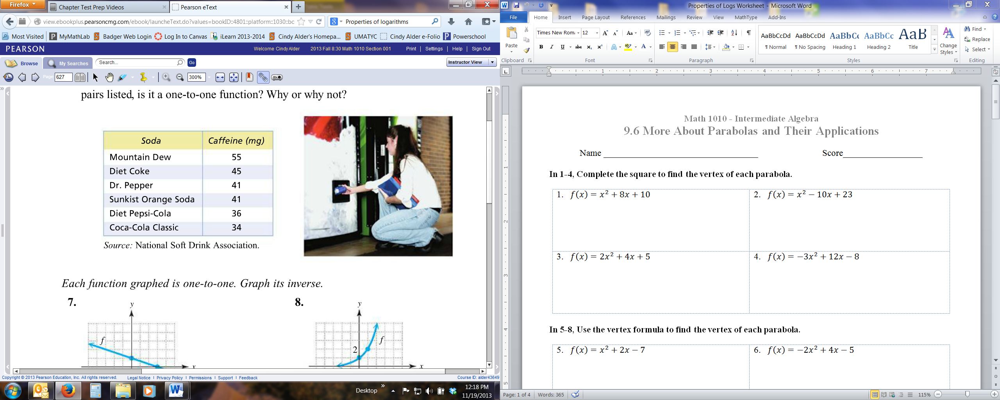 Firefox
Chapter Test Prep Videos
Pearson eText
view.ebookplus.pearsoncmg.com/ebook/launcheText.do?values=bookID::4801::platform::1030::bc
Properties of logarithms
Most Visited
MyMathLab
Badger Web Login
Log In to Canvas
iLearn 2013-2014
Cindy Alder's Homepa...
UMATYC
Cindy Alder e-Folio
Powerschool
PEARSON
Welcome CindyAlder
2013 Fall 8:30 Math 1010 Section 001
Print | Settings | Help | Sign Out
Browse
My Searches
Search...
Go
Instructor View
Page 627
300%
pairs listed, is it a one-to-one function? Why or why not?
Soda Caffeine (mg)
Mountain Dew 55
Diet Coke 45
Dr. Pepper 41
Sunkist Orange Soda 41
Diet Pepsi-Cola 36
Coca-Cola Classic 34
Source: National Soft Drink Association.
Each function graphed is one-to-one. Graph its inverse.
7.
y
f
x
8.
y
f
2
x
Copyright © 2013 Pearson Education, Inc. All rights reserved.
Legal Notice | Privacy Policy | Permissions | Support | Feedback
Course ID: alder43649
Desktop
12:18 PM
11/19/2013
Properties of Logs Worksheet - Microsoft Word
File
Home
Insert
Page Layout
References
Mailings
Review
View
MathType
Add-Ins
Paste
Clipboard
Times New Rom
12
Font
Paragraph
AaBbCcDd
¶ Normal
AaBbCcDd
¶ No Spacing
AaBbC
Heading 1
AaBbCc
Heading 2
AaB
Title
Change Styles
Styles
Find
Replace
Select
Editing
1 2 3 4 5 6 7
Math 1010 - Intermediate Algebra
9.6 More About Parabolas and Their Applications
Name ____________________ Score____________
In 1-4, Complete the square to find the vertex of each parabola.
1. f(x) = x² + 8x + 10
2. f(x) = x² − 10x + 23
3. f(x) = 2x² + 4x + 5
4. f(x) = −3x² + 12x − 8
In 5-8, Use the vertex formula to find the vertex of each parabola.
5. f(x) = x² + 2x − 7
6. f(x) = −2x² + 4x − 5
Page: 1 of 4
Words: 365
115%